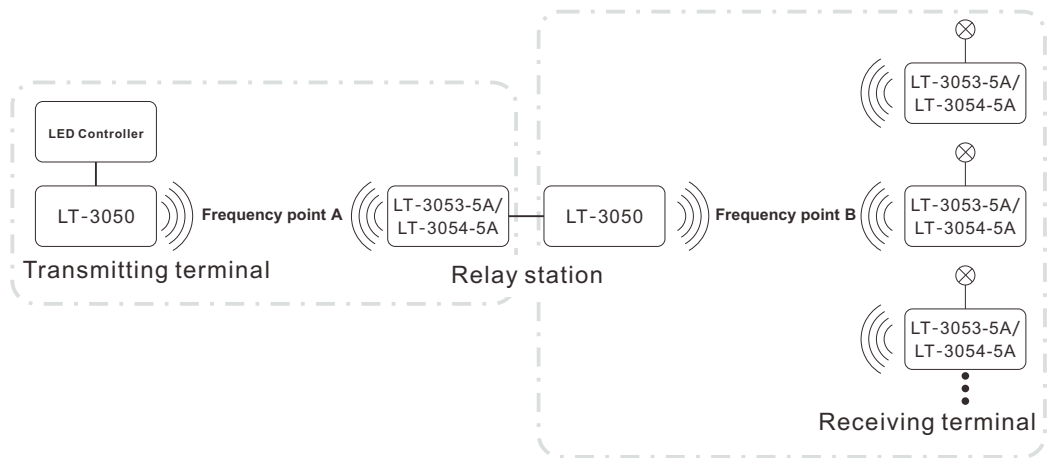 LED Controller
LT-3050
Transmitting terminal
Frequency point A
LT-3053-5A/
LT-3054-5A
Relay station
LT-3050
Frequency point B
LT-3053-5A/
LT-3054-5A
LT-3053-5A/
LT-3054-5A
LT-3053-5A/
LT-3054-5A
Receiving terminal